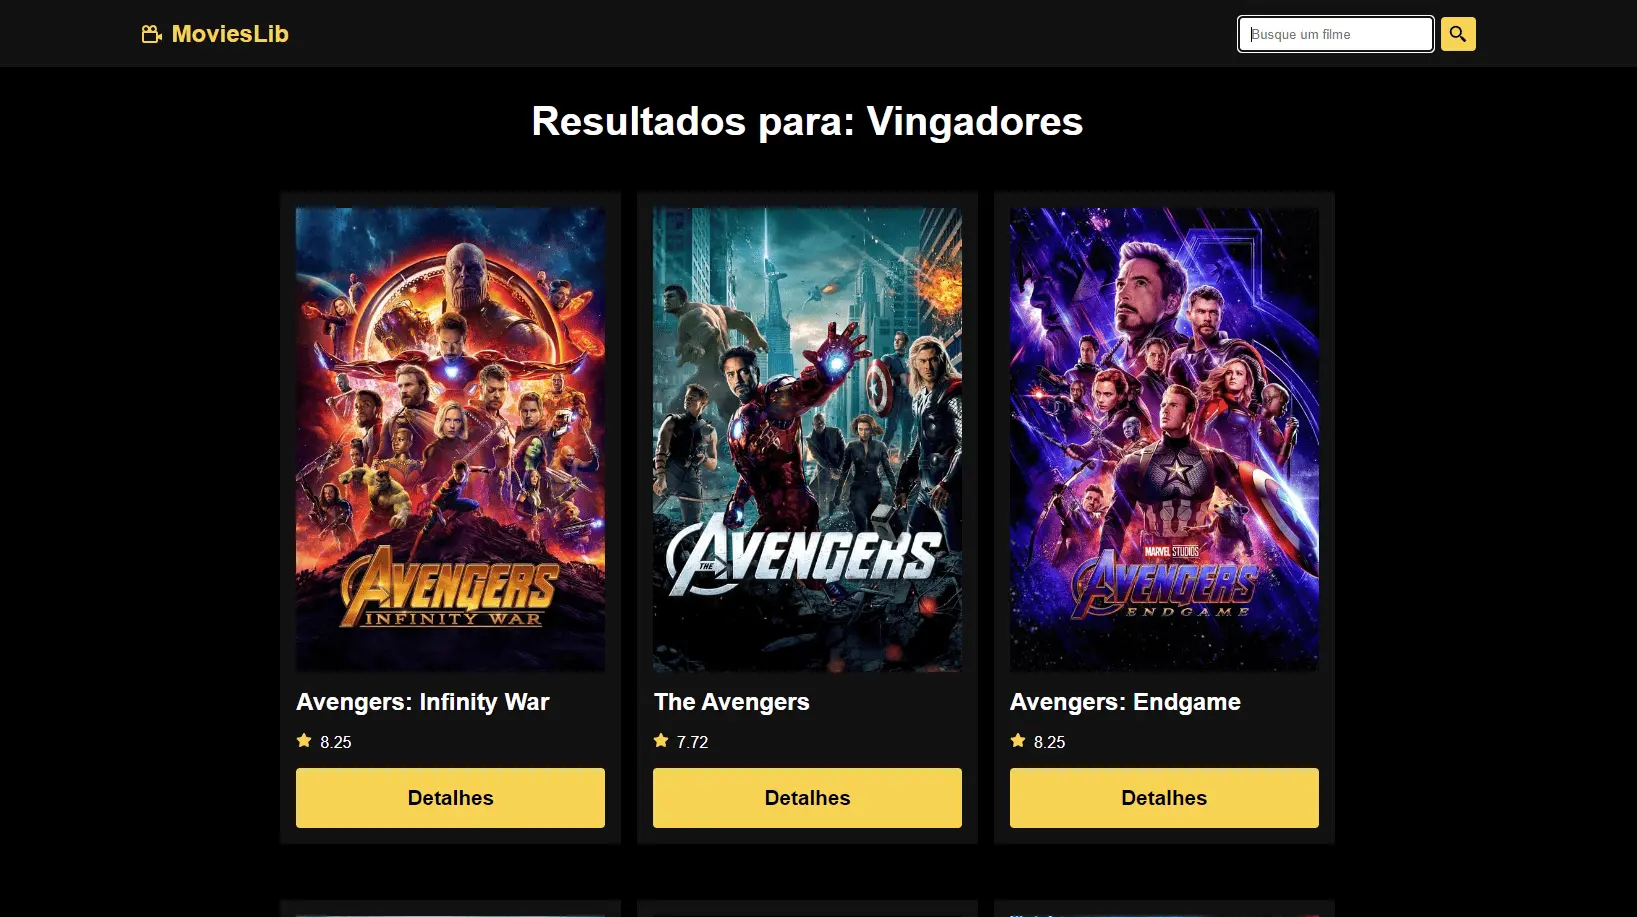 MoviesLib
Busque um filme
Resultados para: Vingadores
AVENGERS
INFINITY WAR
THE AVENGERS
MARVEL STUDIOS
AVENGERS
ENDGAME
Avengers: Infinity War
The Avengers
Avengers: Endgame
8.25
7.72
8.25
Detalhes
Detalhes
Detalhes